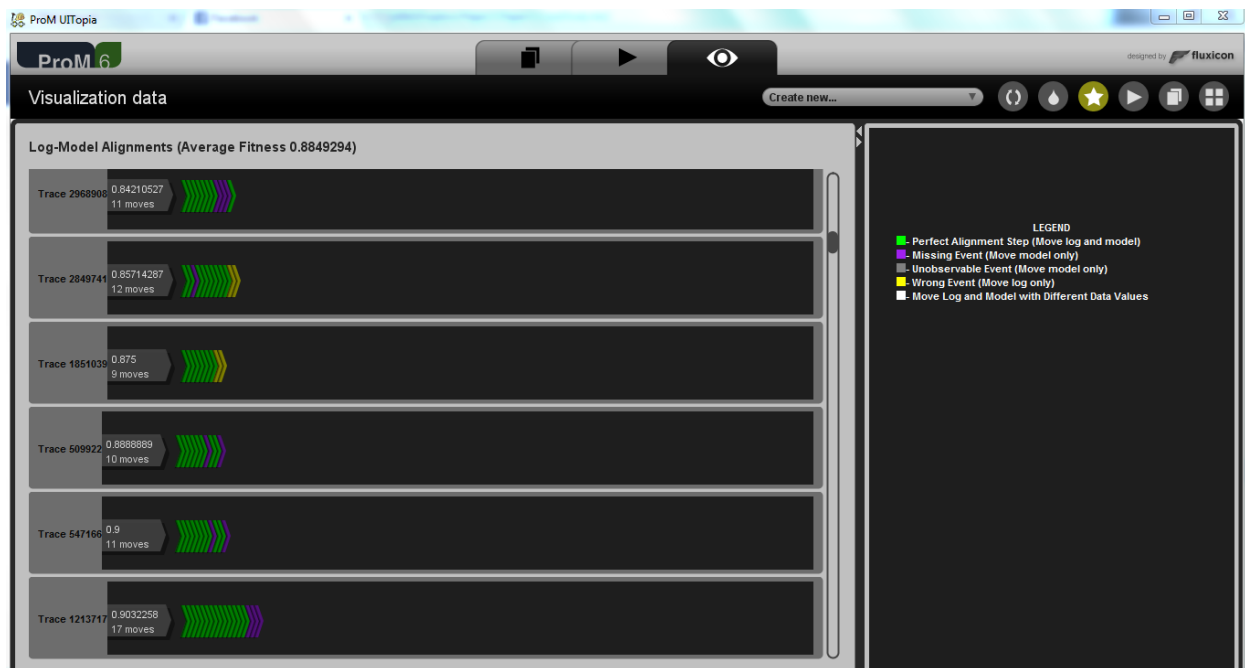 ProM UITopia
ProM 6
designed by fluxicon
Visualization data
Create new...
Log-Model Alignments (Average Fitness 0.8849294)
Trace 2968908
0.84210527
11 moves
Trace 2849741
0.85714287
12 moves
Trace 1851039
0.875
9 moves
Trace 509922
0.8888889
10 moves
Trace 547166
0.9
11 moves
Trace 1213717
0.9032258
17 moves
LEGEND
- Perfect Alignment Step (Move log and model)
- Missing Event (Move model only)
- Unobservable Event (Move model only)
- Wrong Event (Move log only)
- Move Log and Model with Different Data Values